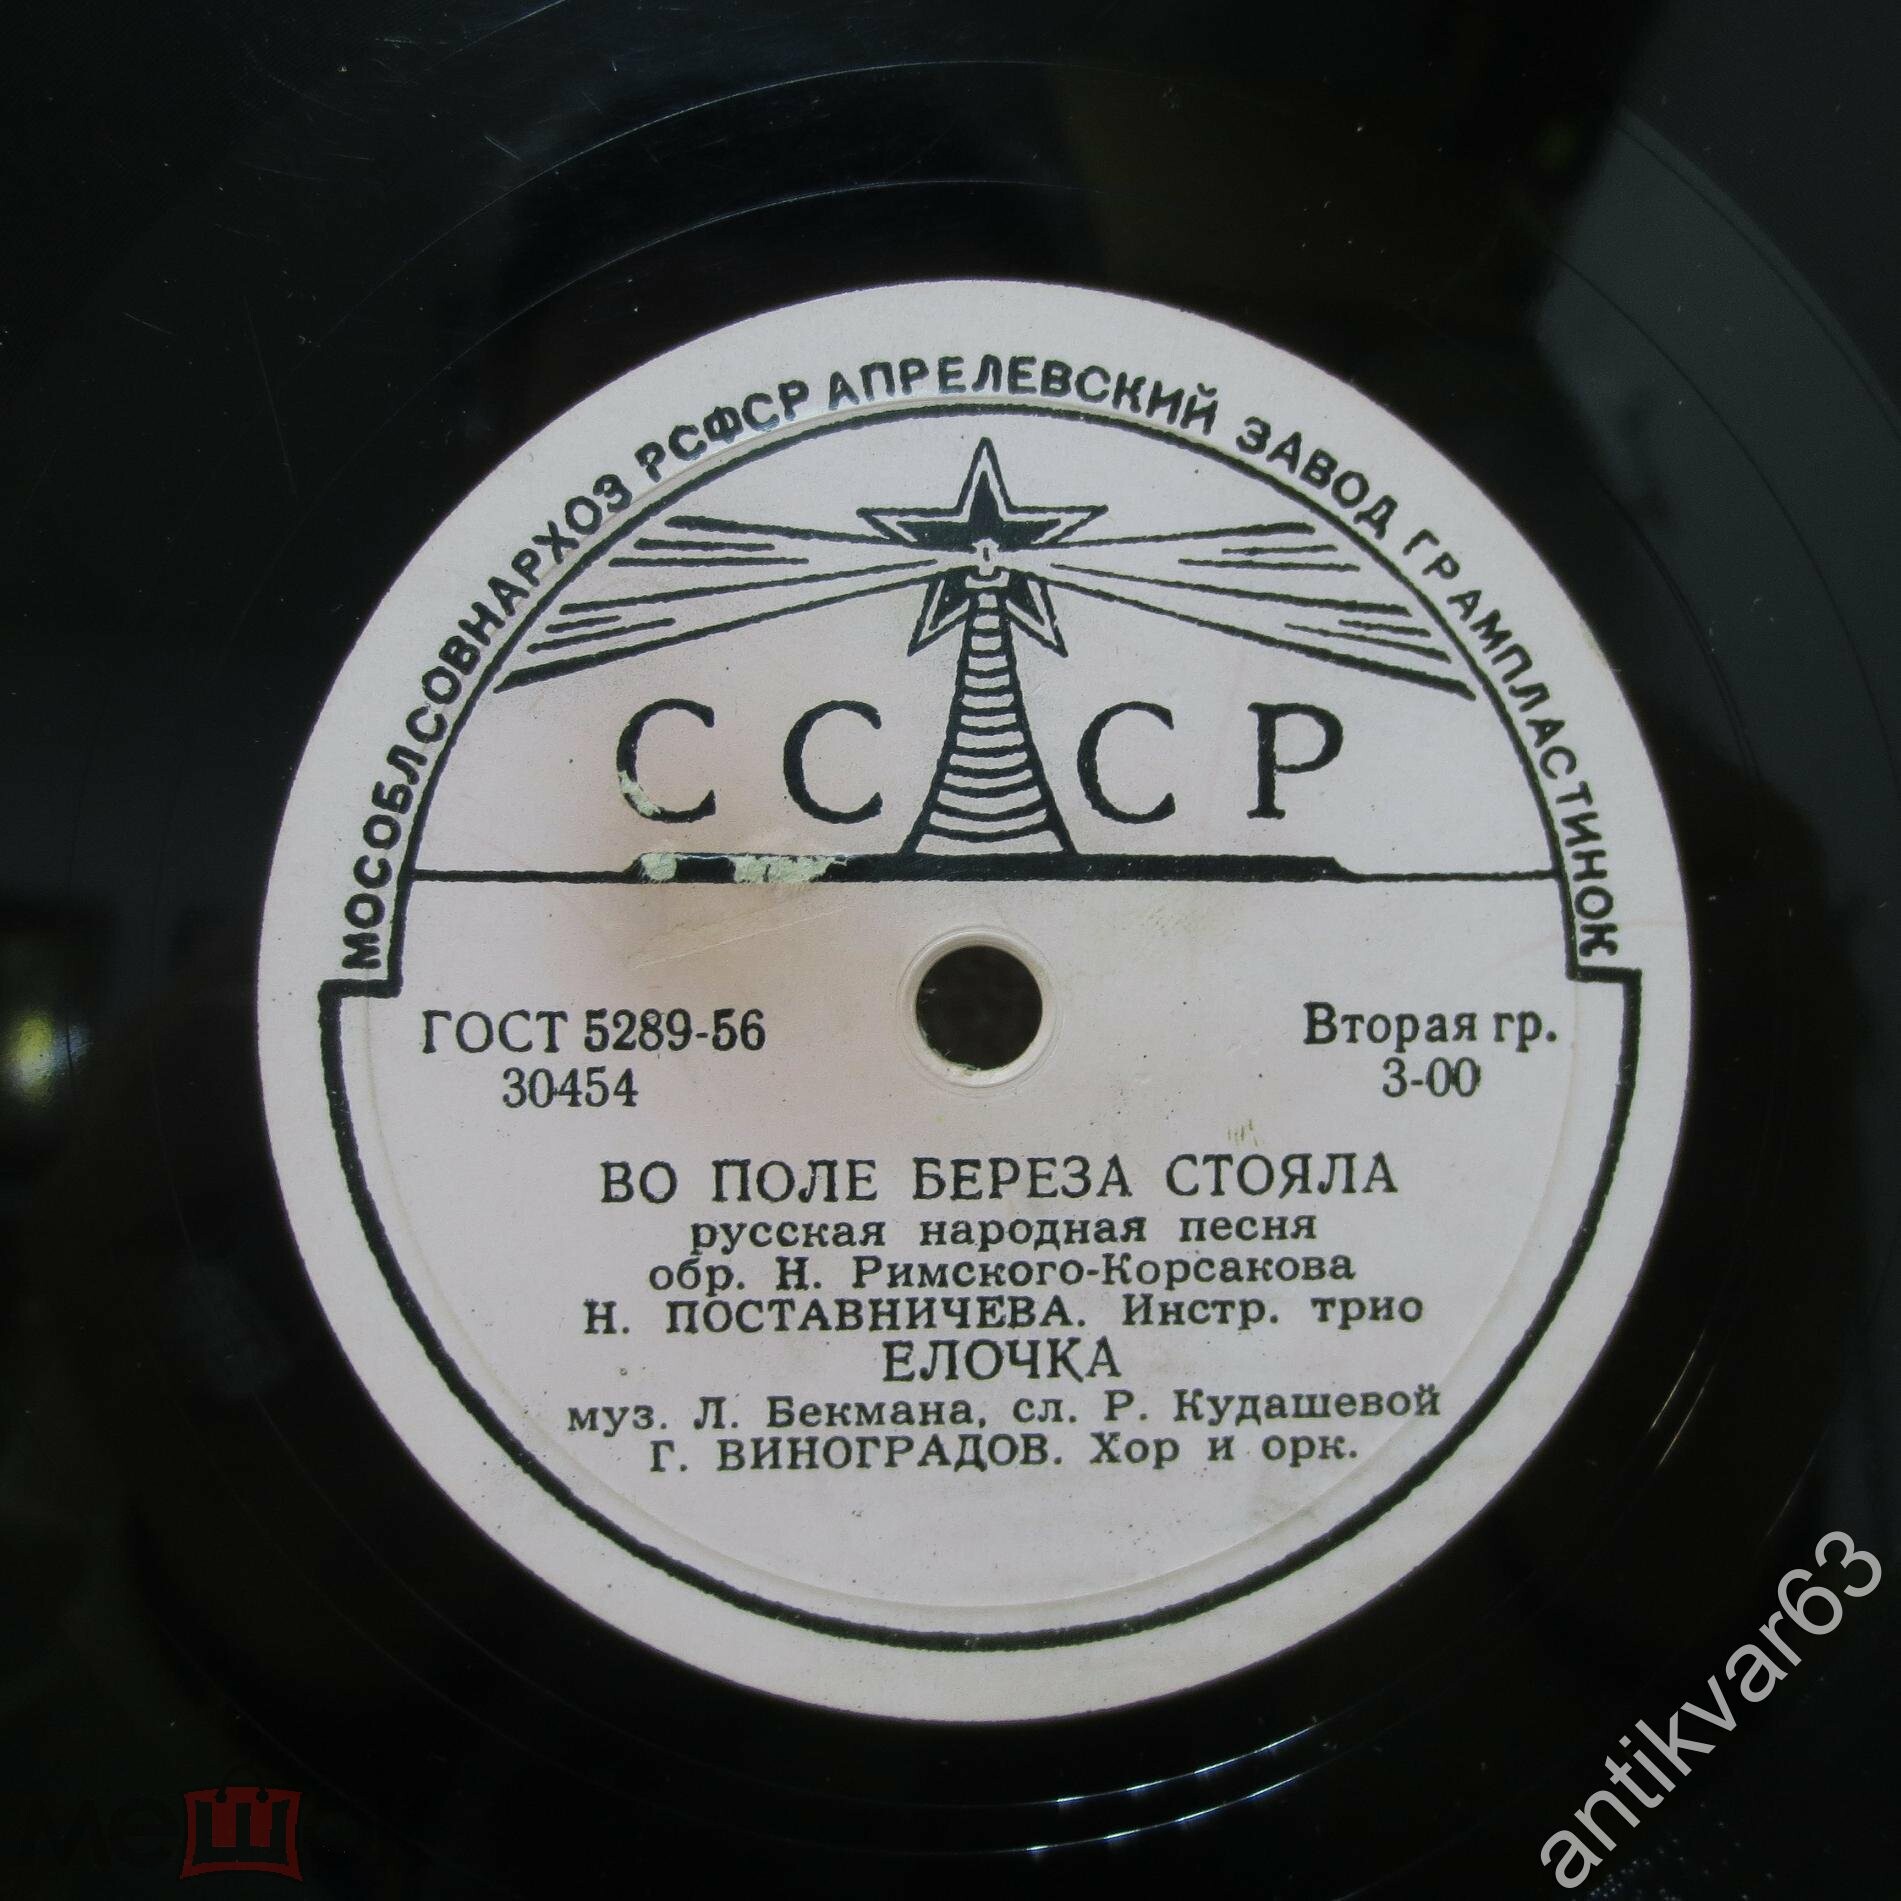 МОСОБЛСОВНАРХОЗ РСФСР АПРЕЛЕВСКИЙ ЗАВОД ГРАМПЛАСТИНОК
СССР
ГОСТ 5289-56
30454
Вторая гр.
3-00
ВО ПОЛЕ БЕРЕЗА СТОЯЛА
русская народная песня
обр. Н. Римского-Корсакова
Н. ПОСТАВНИЧЕВА. Инстр. трио
ЕЛОЧКА
муз. Л. Бекмана, сл. Р. Кудашевой
Г. ВИНОГРАДОВ. Хор и орк.
antikvar63